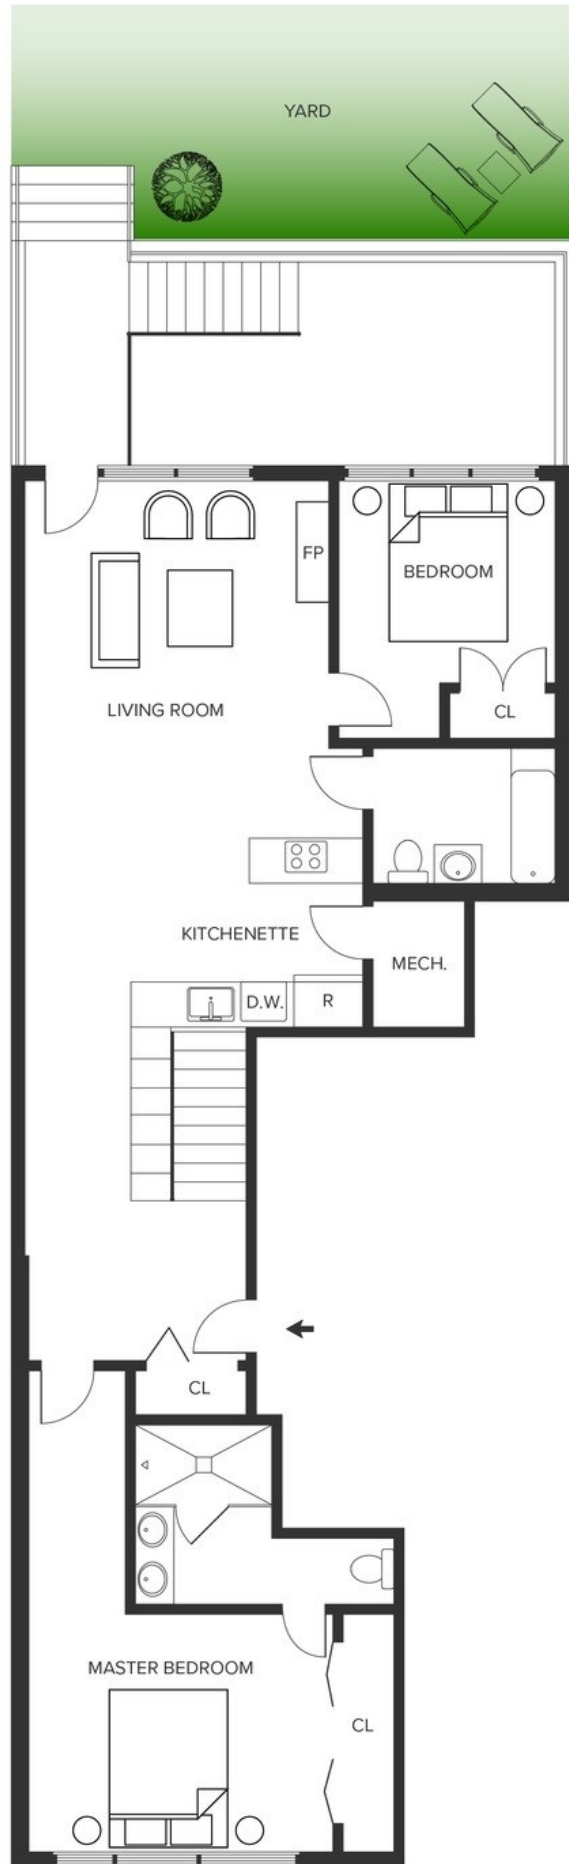 YARD
FP
BEDROOM
LIVING ROOM
CL
KITCHENETTE
MECH.
D.W.
R
CL
MASTER BEDROOM
CL